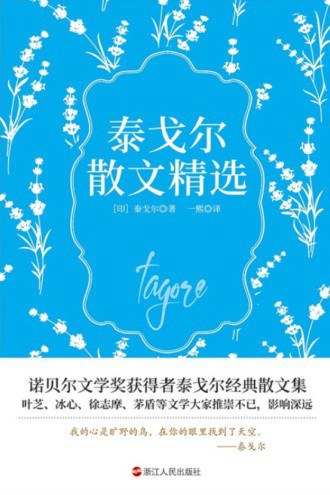 泰戈尔
散文精选
[印] 泰戈尔◎著 一熙◎译
tagore
诺贝尔文学奖获得者泰戈尔经典散文集
叶芝、冰心、徐志摩、茅盾等文学大家推崇不已，影响深远
我的心是旷野的鸟，在你的眼里找到了天空。
——泰戈尔
浙江人民出版社